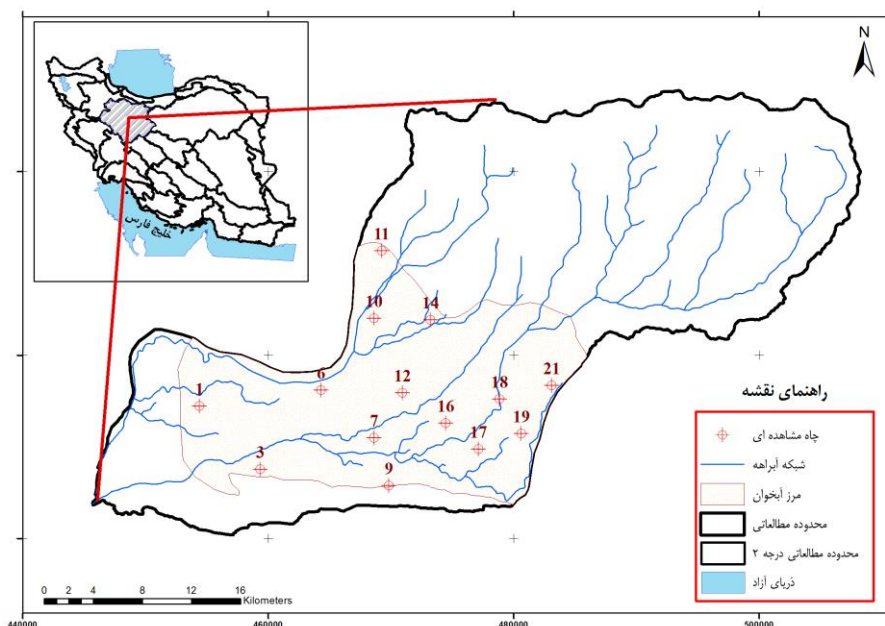 N
خلیج فارس
11
10
14
6
12
1
18
21
16
7
17
19
3
9
راهنمای نقشه
چاه مشاهده ای
شبکه آبراهه
مرز آبخوان
محدوده مطالعاتی
محدوده مطالعاتی درجه ۲
دریای آزاد
0 2 4 8 12 16
Kilometers
440000 460000 480000 500000